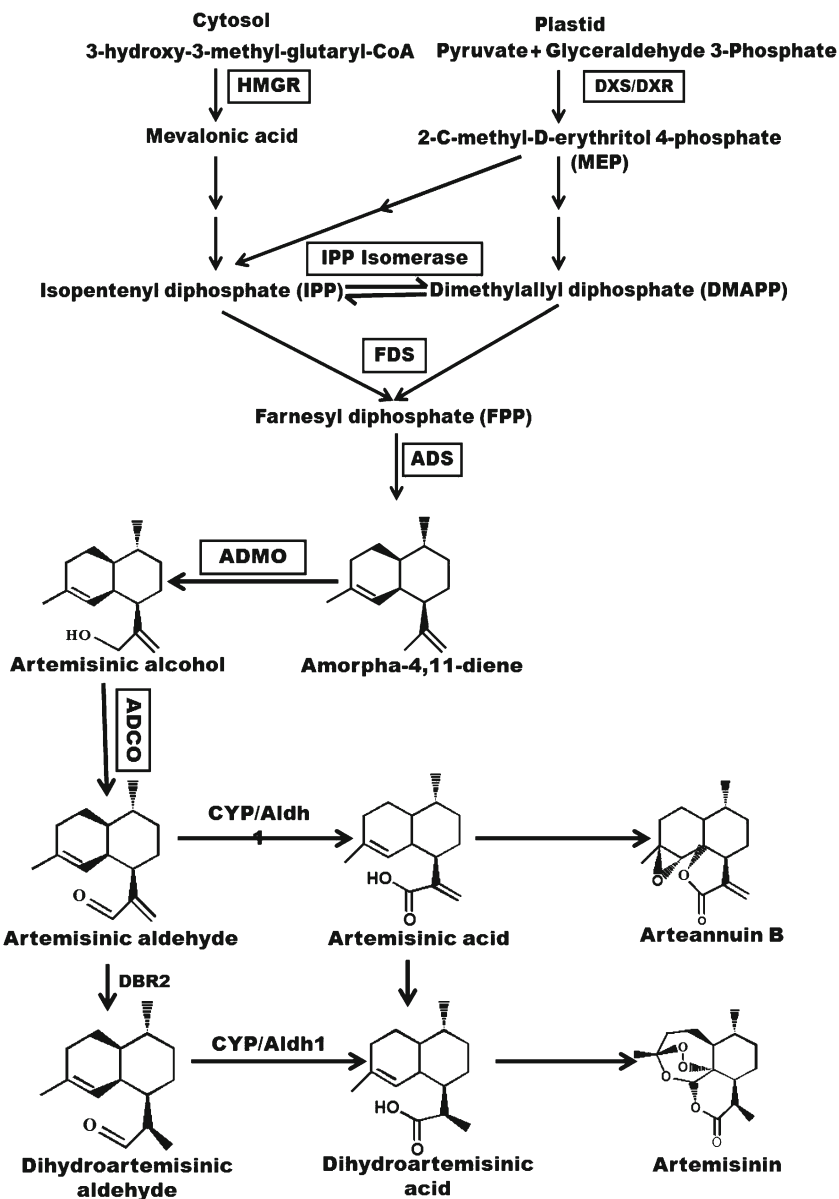 Cytosol
Plastid
3-hydroxy-3-methyl-glutaryl-CoA
Pyruvate + Glyceraldehyde 3-Phosphate
HMGR
DXS/DXR
Mevalonic acid
2-C-methyl-D-erythritol 4-phosphate
(MEP)
IPP Isomerase
Isopentenyl diphosphate (IPP)
Dimethylallyl diphosphate (DMAPP)
FDS
Farnesyl diphosphate (FPP)
ADS
ADMO
HO
Artemisinic alcohol
Amorpha-4,11-diene
ADCO
CYP/Aldh
1
O
HO
O
O
O
O
Artemisinic aldehyde
Artemisinic acid
Arteannuin B
DBR2
CYP/Aldh1
O
HO
O
O
O
O
O
O
Dihydroartemisinic
aldehyde
Dihydroartemisinic
acid
Artemisinin